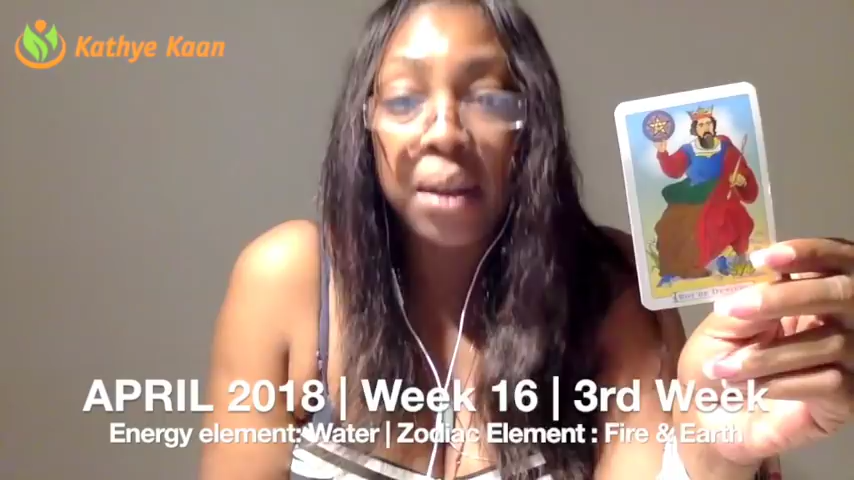 Kathye Kaan
APRIL 2018 | Week 16 | 3rd Week
Energy element: Water | Zodiac Element : Fire & Earth